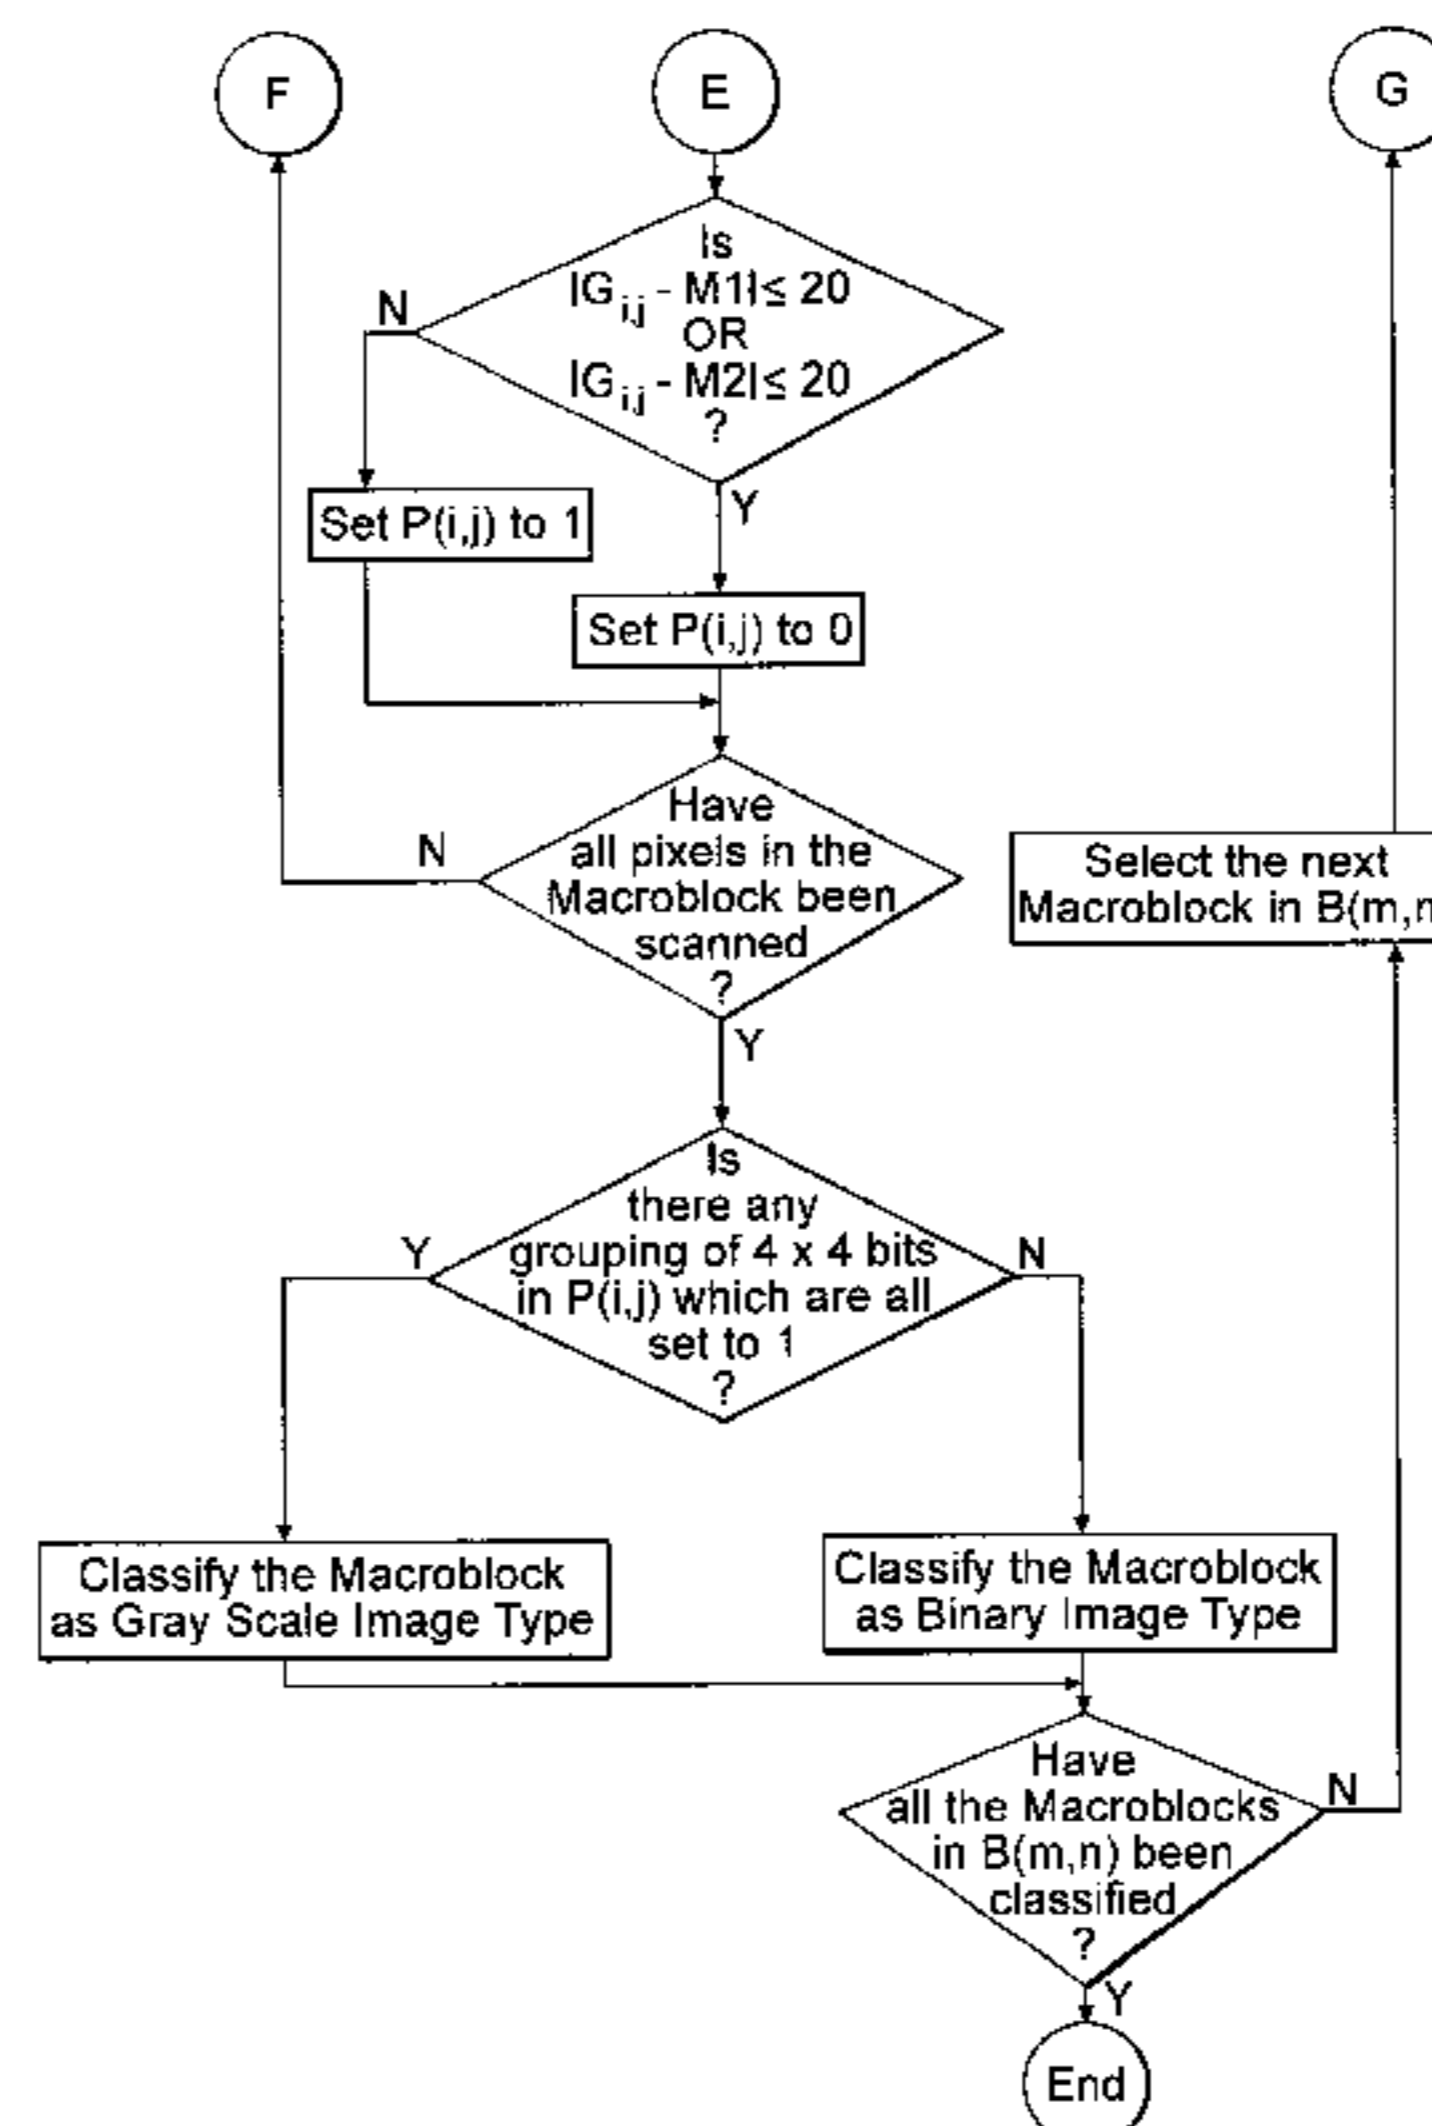 F
E
G
Is
|G i,j - M1| ≤ 20
OR
|G i,j - M2| ≤ 20
?
N
Y
Set P(i,j) to 1
Set P(i,j) to 0
Have
all pixels in the
Macroblock been
scanned
?
N
Y
Select the next
Macroblock in B(m,n
Is
there any
grouping of 4 x 4 bits
in P(i,j) which are all
set to 1
?
Y
N
Classify the Macroblock
as Gray Scale Image Type
Classify the Macroblock
as Binary Image Type
Have
all the Macroblocks
in B(m,n) been
classified
?
N
Y
End